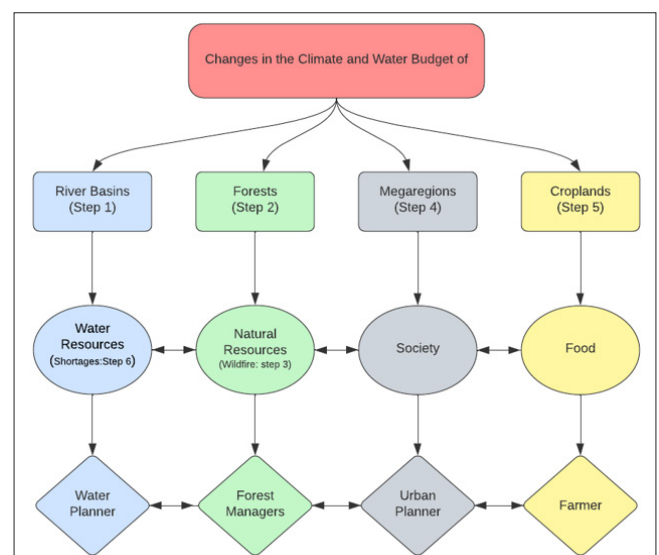 Changes in the Climate and Water Budget of
River Basins
(Step 1)
Forests
(Step 2)
Megaregions
(Step 4)
Croplands
(Step 5)
Water
Resources
(Shortages:Step 6)
Natural
Resources
(Wildfire: step 3)
Society
Food
Water
Planner
Forest
Managers
Urban
Planner
Farmer